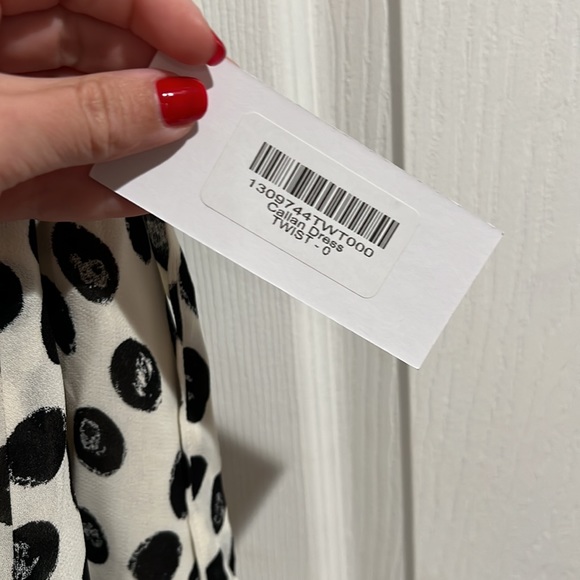 1309744TWT000
Callan Dress
TWIST - 0